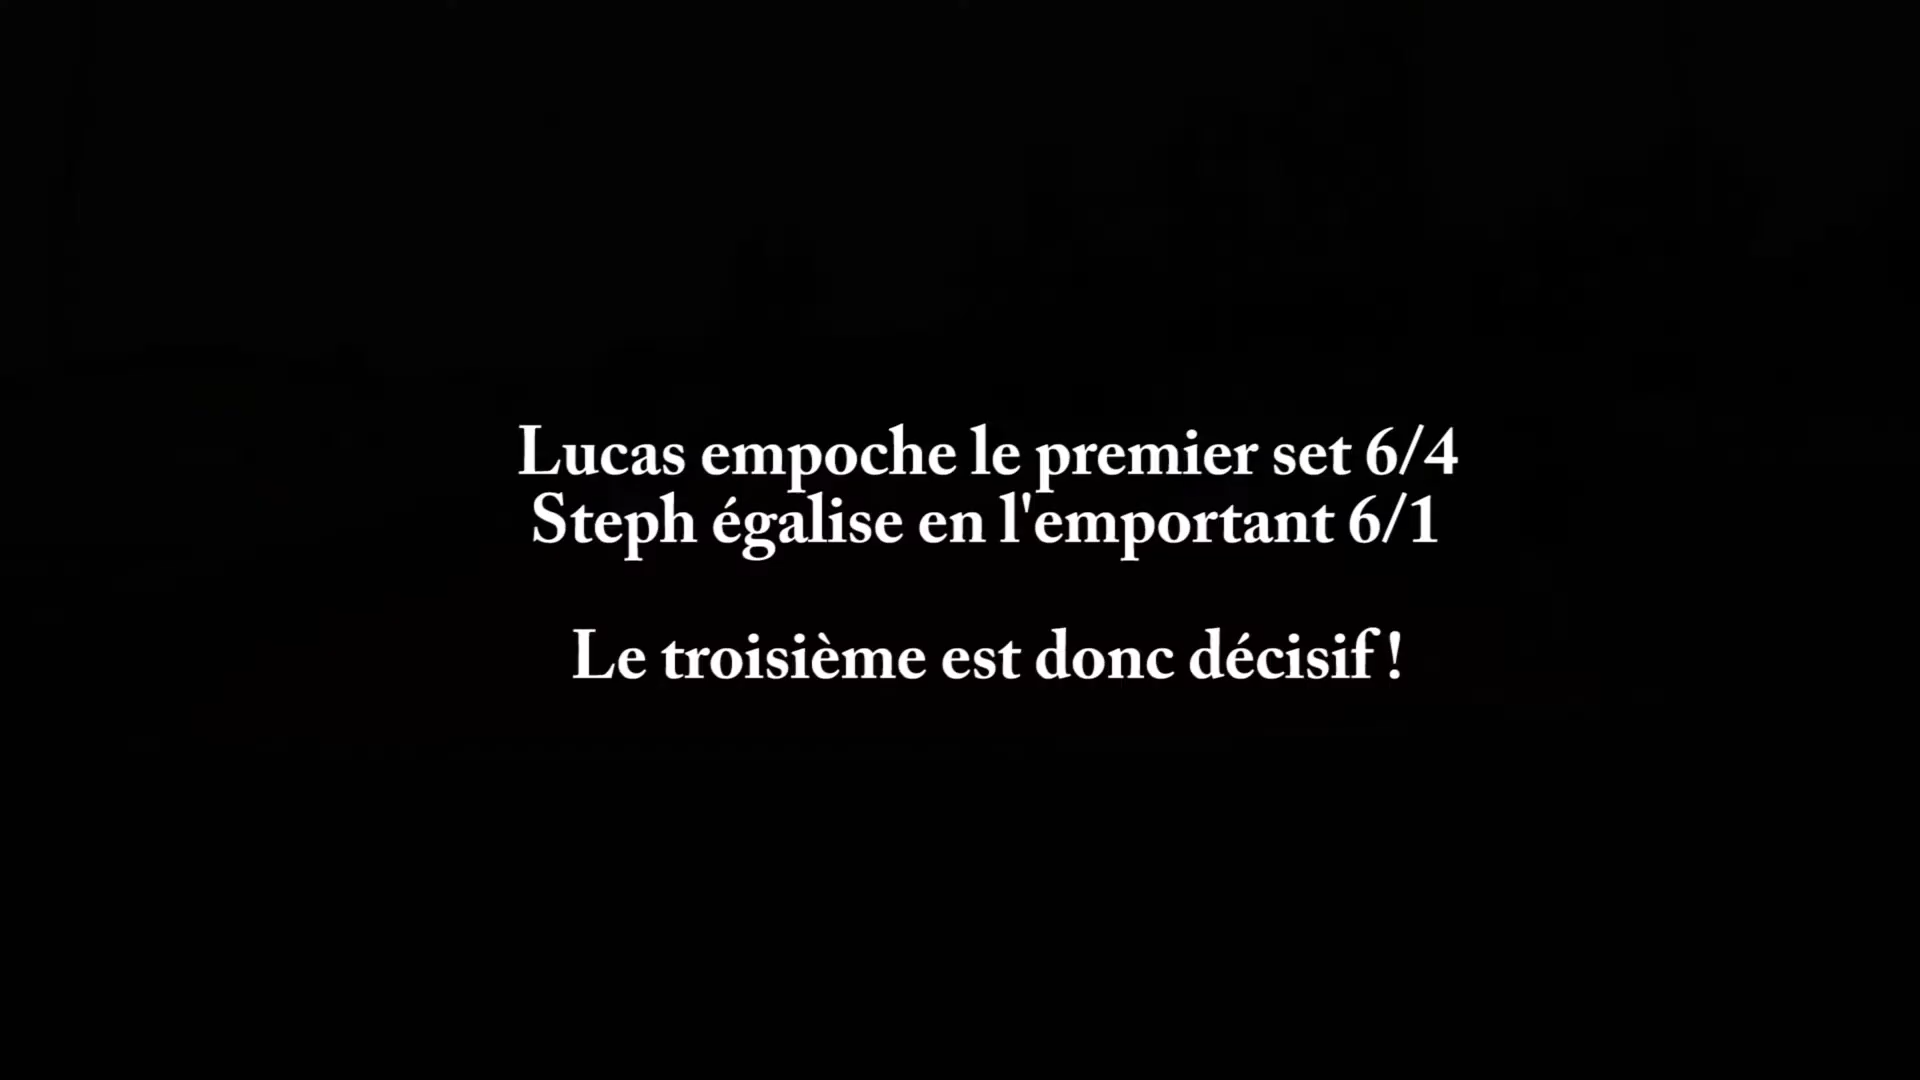 Lucas empoche le premier set 6/4
Steph égalise en l'emportant 6/1
Le troisième est donc décisif !